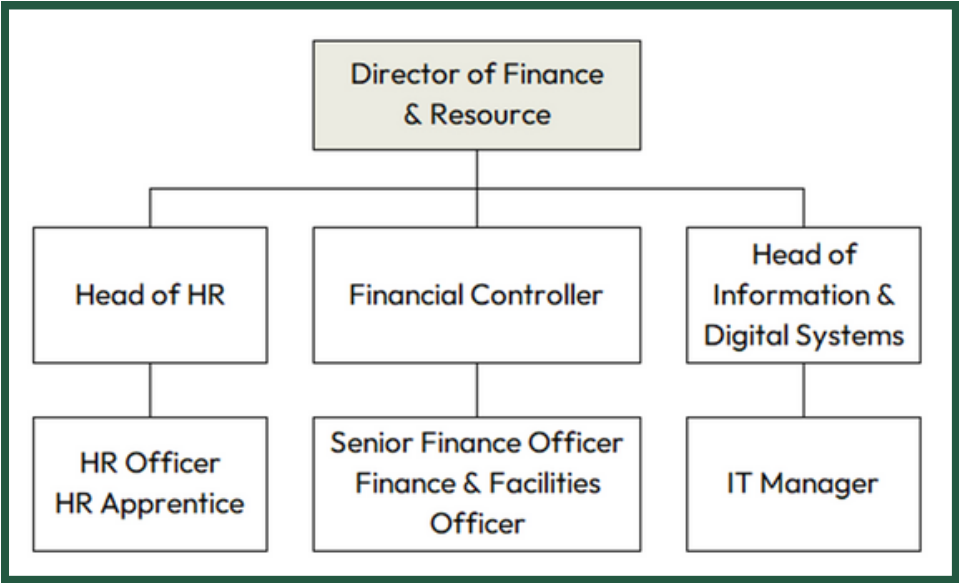 Director of Finance
& Resource
Head of HR
Financial Controller
Head of
Information &
Digital Systems
HR Officer
HR Apprentice
Senior Finance Officer
Finance & Facilities
Officer
IT Manager